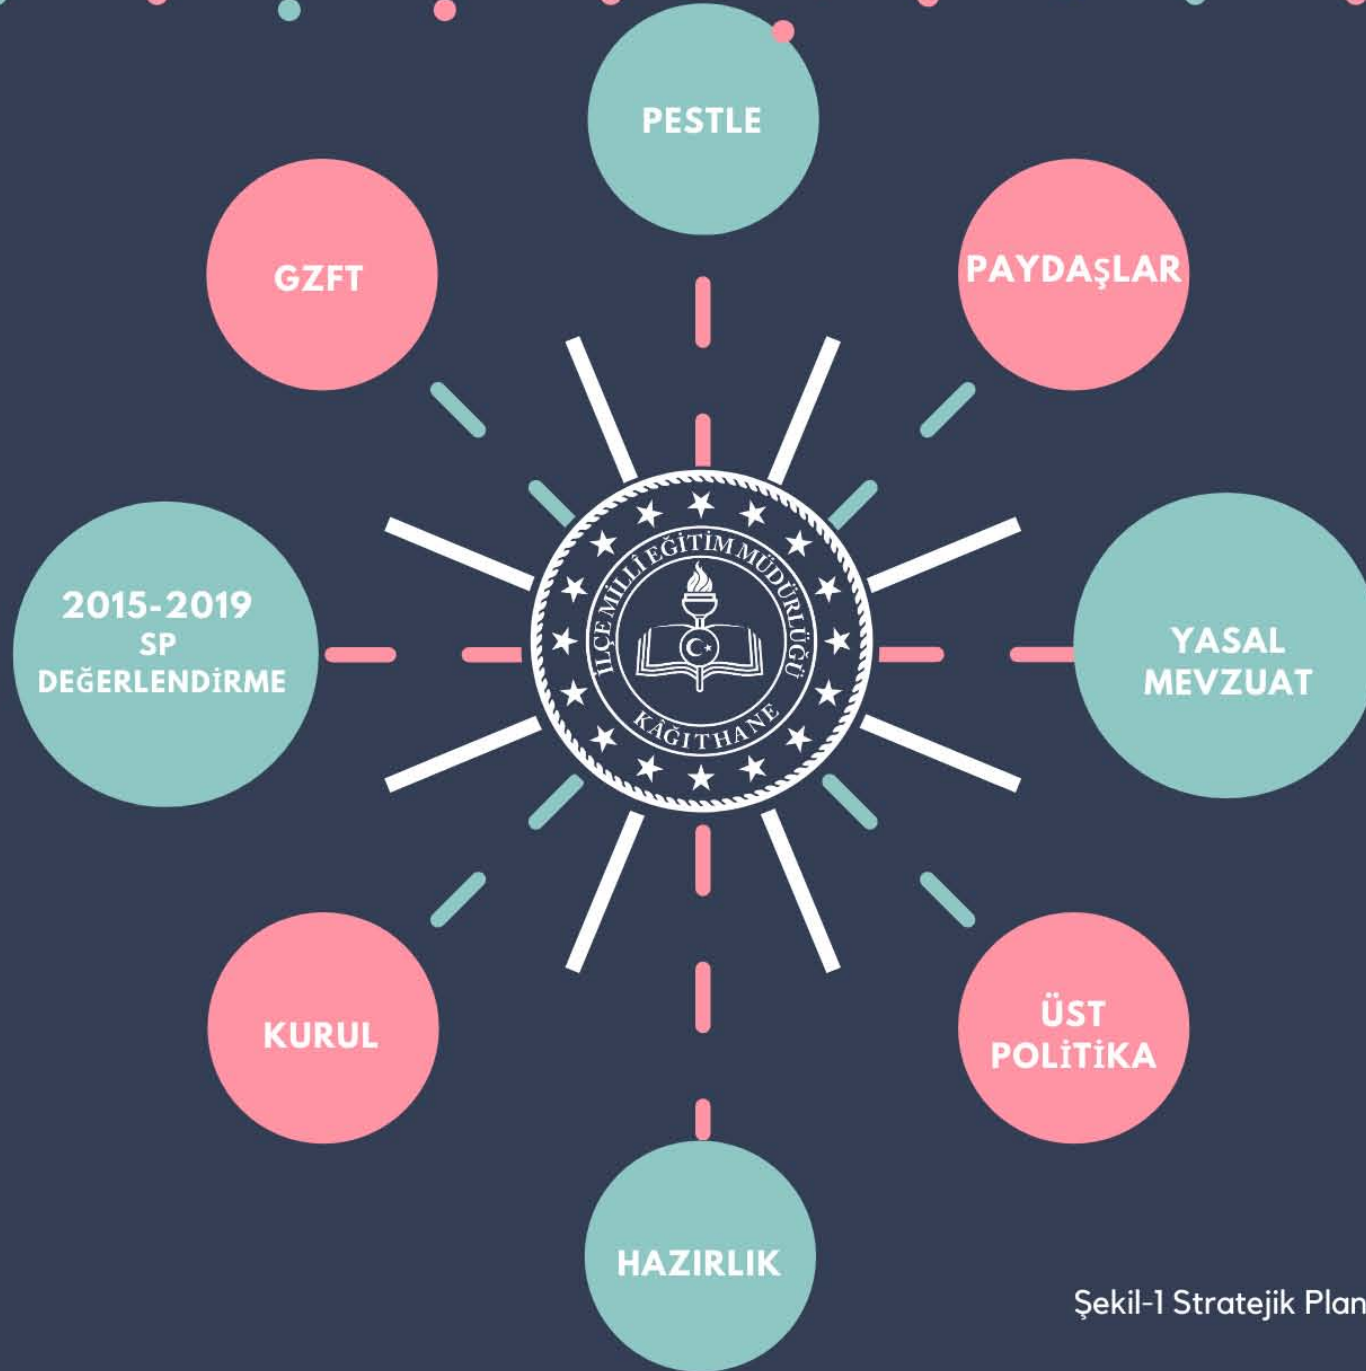 PESTLE
GZFT
PAYDAŞLAR
2015-2019
SP
DEĞERLENDİRME
İLÇE MİLLÎ EĞİTİM MÜDÜRLÜĞÜ
KÂĞITHANE
YASAL
MEVZUAT
KURUL
ÜST
POLİTİKA
HAZIRLIK
Şekil-1 Stratejik Plan